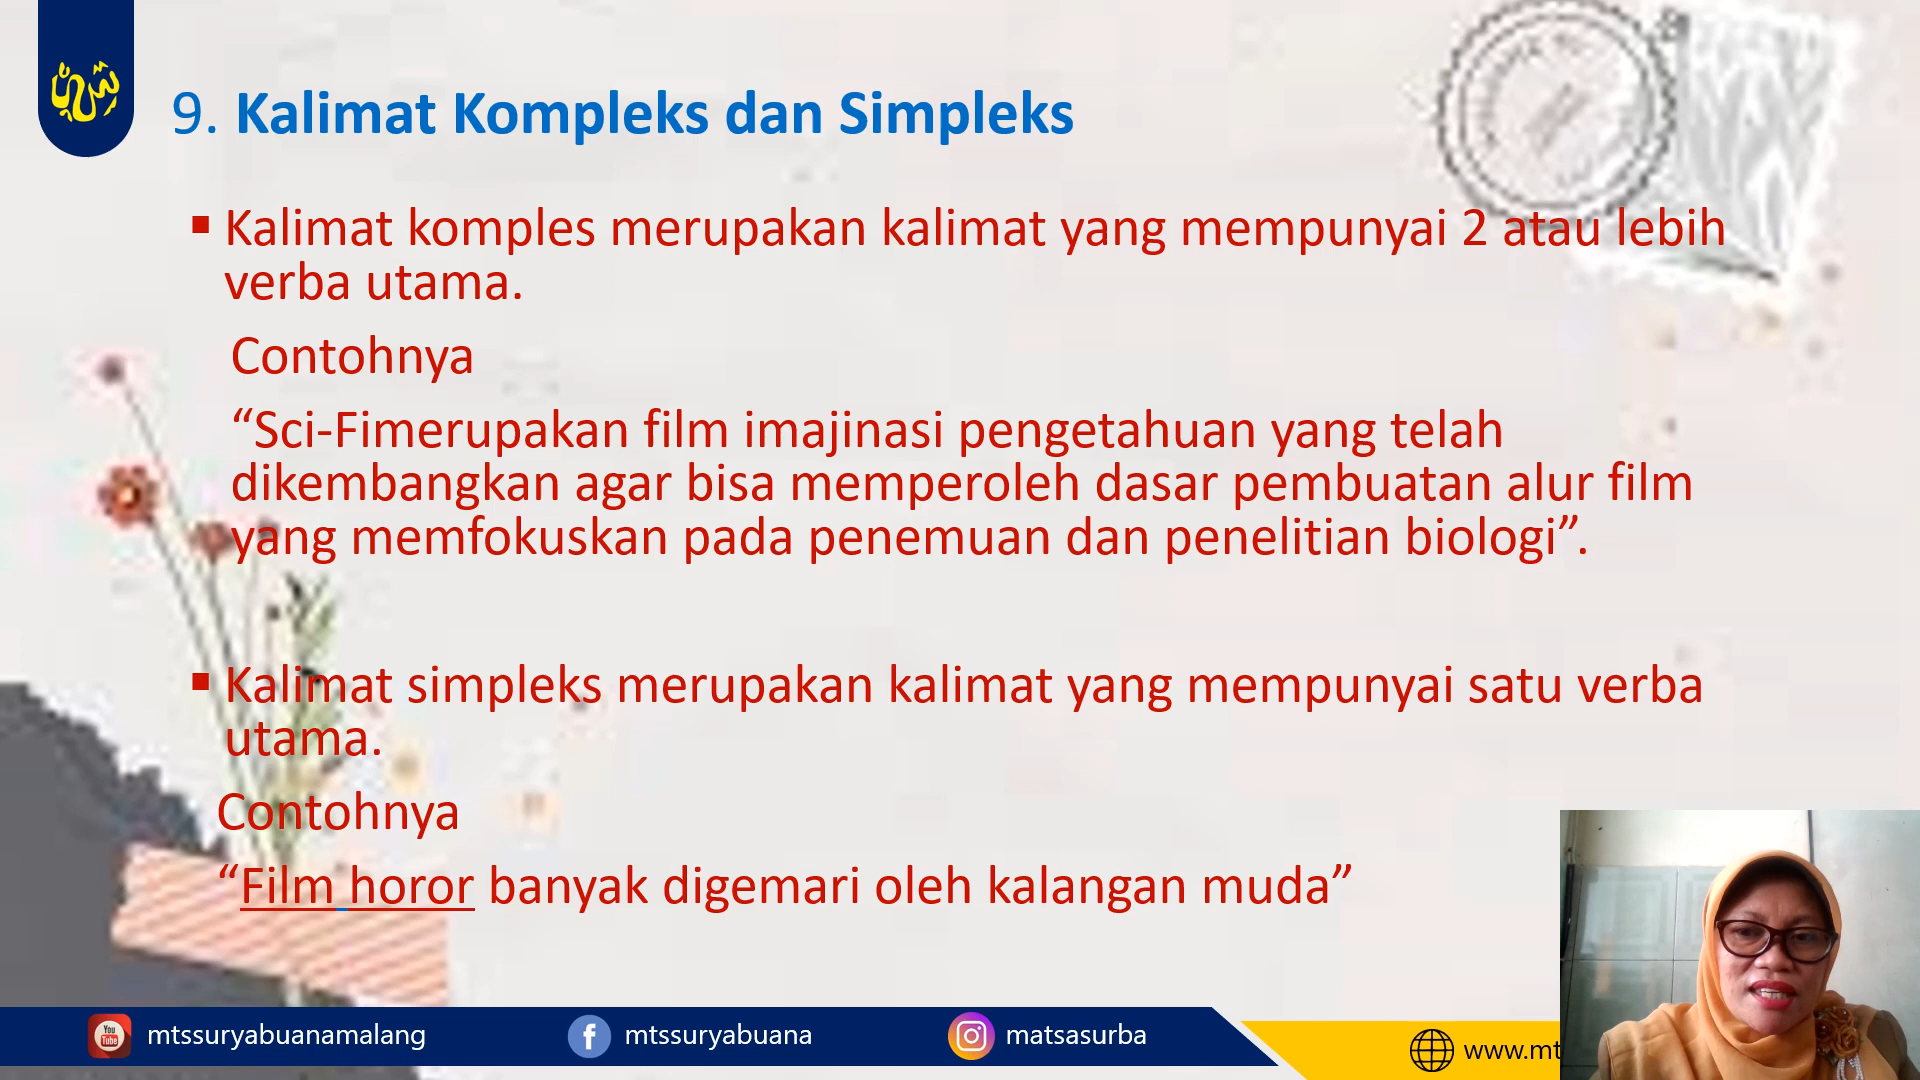 9. Kalimat Kompleks dan Simpleks
Kalimat komples merupakan kalimat yang mempunyai 2 atau lebih
verba utama.
Contohnya
“Sci-Fimerupakan film imajinasi pengetahuan yang telah
dikembangkan agar bisa memperoleh dasar pembuatan alur film
yang memfokuskan pada penemuan dan penelitian biologi”.
Kalimat simpleks merupakan kalimat yang mempunyai satu verba
utama.
Contohnya
“Film horor banyak digemari oleh kalangan muda”
You
Tube
mtssuryabuanamalang
mtssuryabuana
matsasurba
www.mt